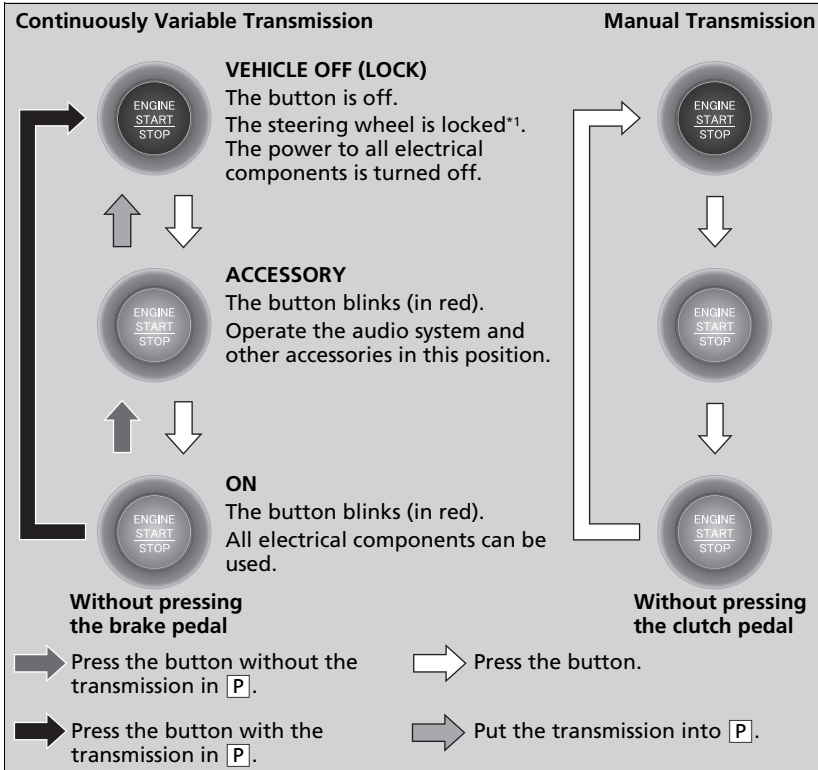 Continuously Variable Transmission
Manual Transmission
ENGINE
START
STOP
VEHICLE OFF (LOCK)
The button is off.
The steering wheel is locked*1.
The power to all electrical
components is turned off.
ENGINE
START
STOP
ENGINE
START
STOP
ACCESSORY
The button blinks (in red).
Operate the audio system and
other accessories in this position.
ENGINE
START
STOP
ENGINE
START
STOP
ON
The button blinks (in red).
All electrical components can be
used.
ENGINE
START
STOP
Without pressing
the brake pedal
Without pressing
the clutch pedal
Press the button without the
transmission in P.
Press the button.
Press the button with the
transmission in P.
Put the transmission into P.